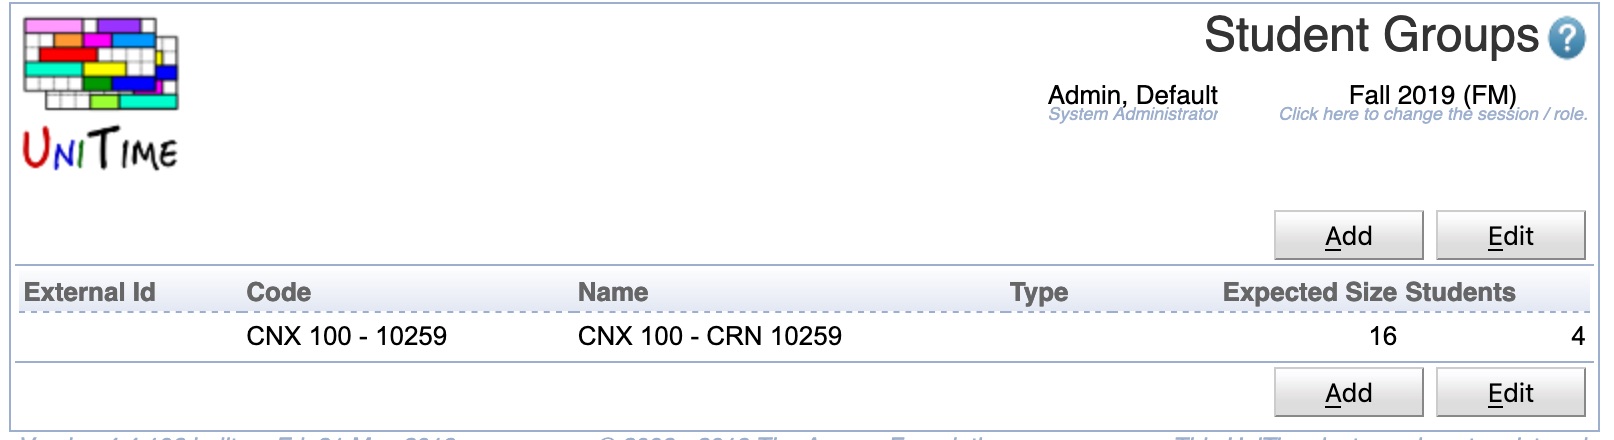 Student Groups ?
Admin, Default Fall 2019 (FM)
System Administrator Click here to change the session / role.
UNITIME
Add Edit
External Id Code Name Type Expected Size Students
CNX 100 - 10259 CNX 100 - CRN 10259 16 4
Add Edit